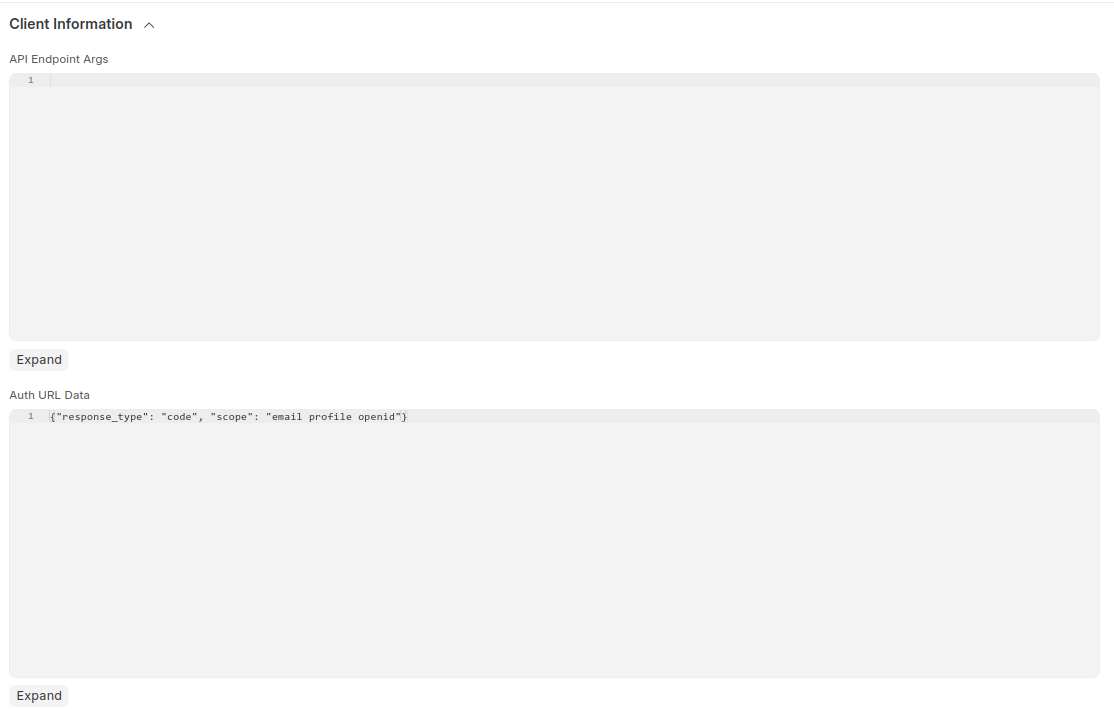 Client Information
API Endpoint Args
1
Expand
Auth URL Data
1 {"response_type": "code", "scope": "email profile openid"}
Expand